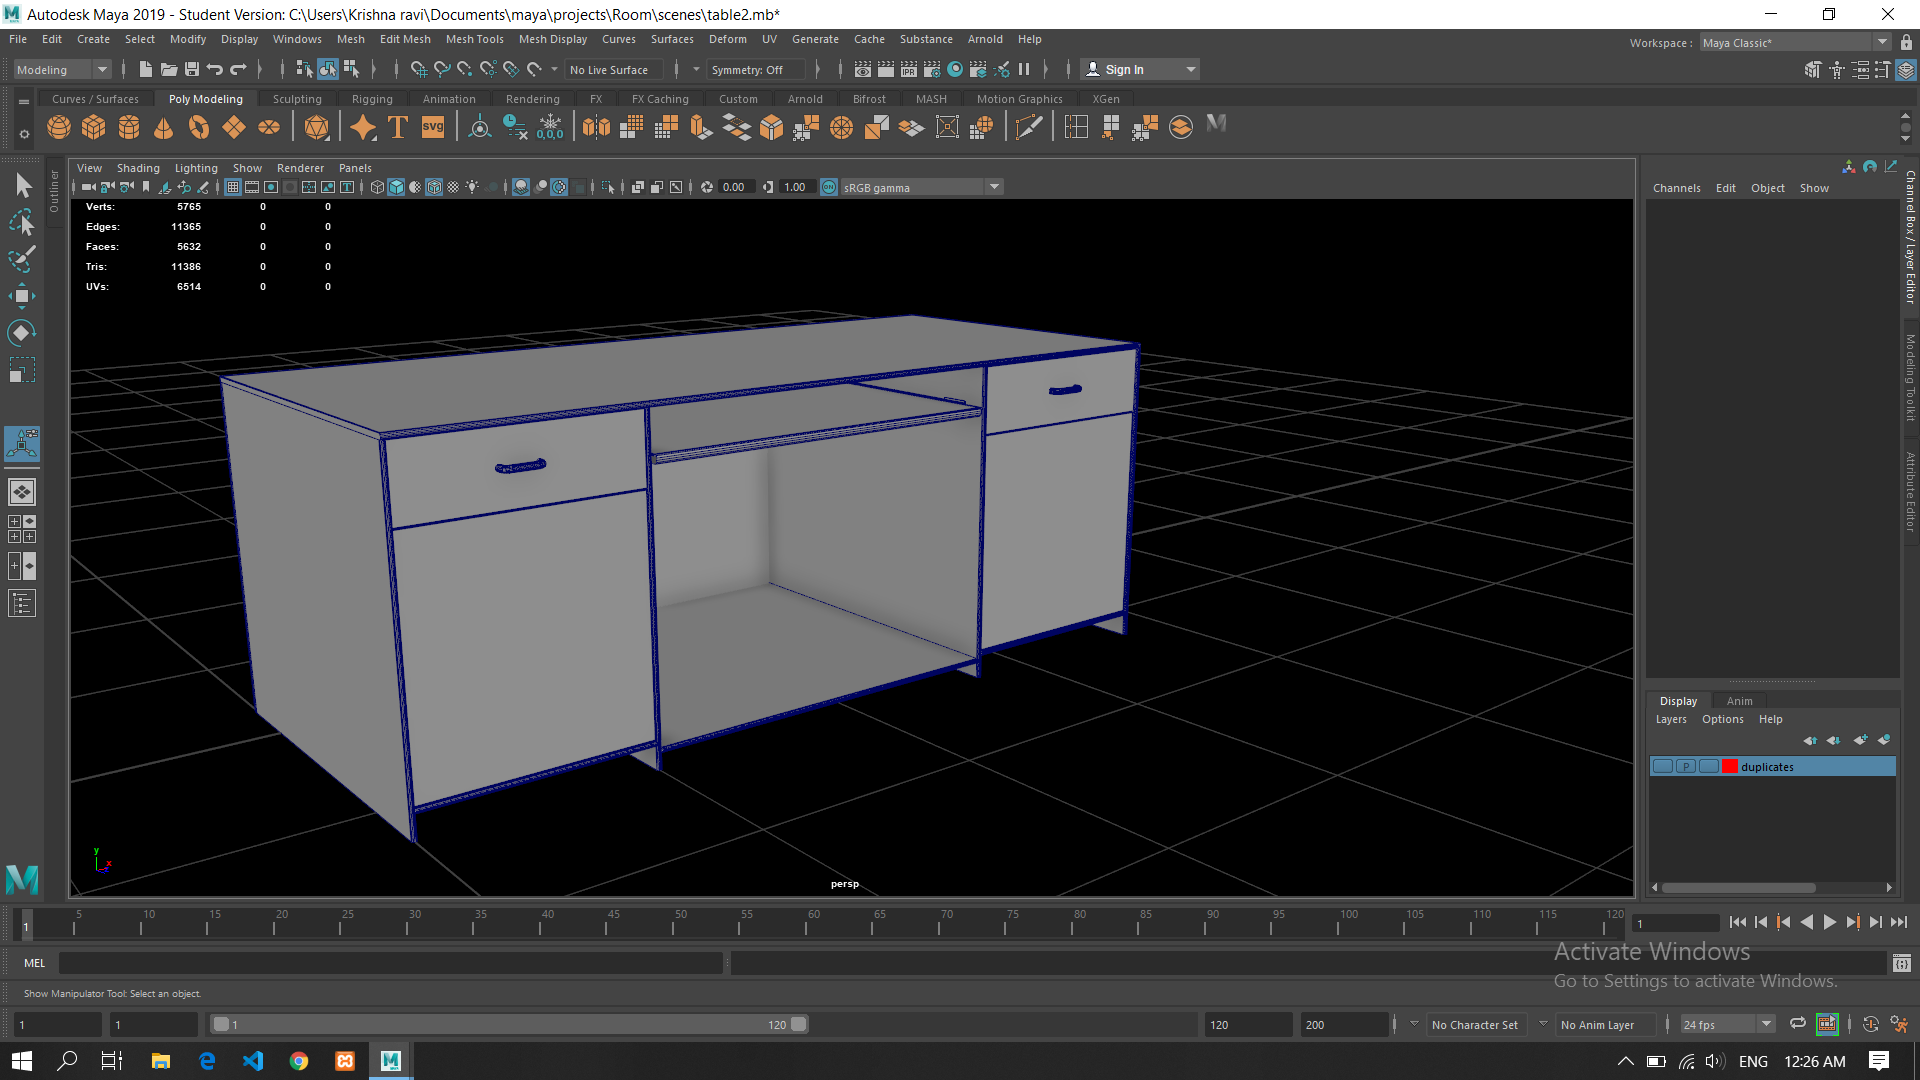 Autodesk Maya 2019 - Student Version: C:\Users\Krishna ravi\Documents\maya\projects\Room\scenes\table2.mb*
File Edit Create Select Modify Display Windows Mesh Edit Mesh Mesh Tools Mesh Display Curves Surfaces Deform UV Generate Cache Substance Arnold Help
Workspace : Maya Classic*
Modeling No Live Surface Symmetry: Off Sign In
Curves / Surfaces Poly Modeling Sculpting Rigging Animation Rendering FX FX Caching Custom Arnold Bifrost MASH Motion Graphics XGen
SVG
0,0,0
IPR
Outliner
View Shading Lighting Show Renderer Panels
0.00 1.00 ON sRGB gamma
Verts: 5765 0 0
Edges: 11365 0 0
Faces: 5632 0 0
Tris: 11386 0 0
UVs: 6514 0 0
y
x
persp
Channels Edit Object Show
Channel Box / Layer Editor
Modeling Toolkit
Attribute Editor
Display Anim
Layers Options Help
P duplicates
1 5 10 15 20 25 30 35 40 45 50 55 60 65 70 75 80 85 90 95 100 105 110 115 120 1
Activate Windows
Go to Settings to activate Windows.
MEL
Show Manipulator Tool: Select an object.
1 1 1 120 120 200 No Character Set No Anim Layer 24 fps
ENG 12:26 AM